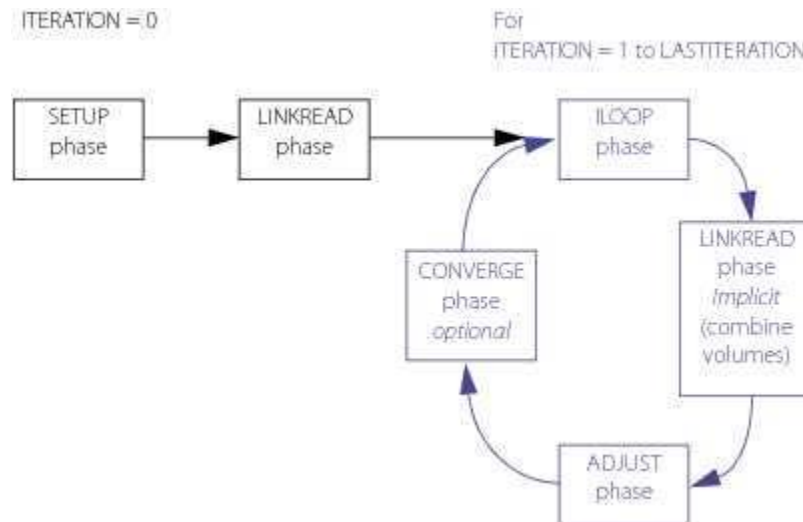 ITERATION = 0
For
ITERATION = 1 to LASTITERATION
SETUP
phase
LINKREAD
phase
ILOOP
phase
LINKREAD
phase
implicit
(combine
volumes)
ADJUST
phase
CONVERGE
phase
optional